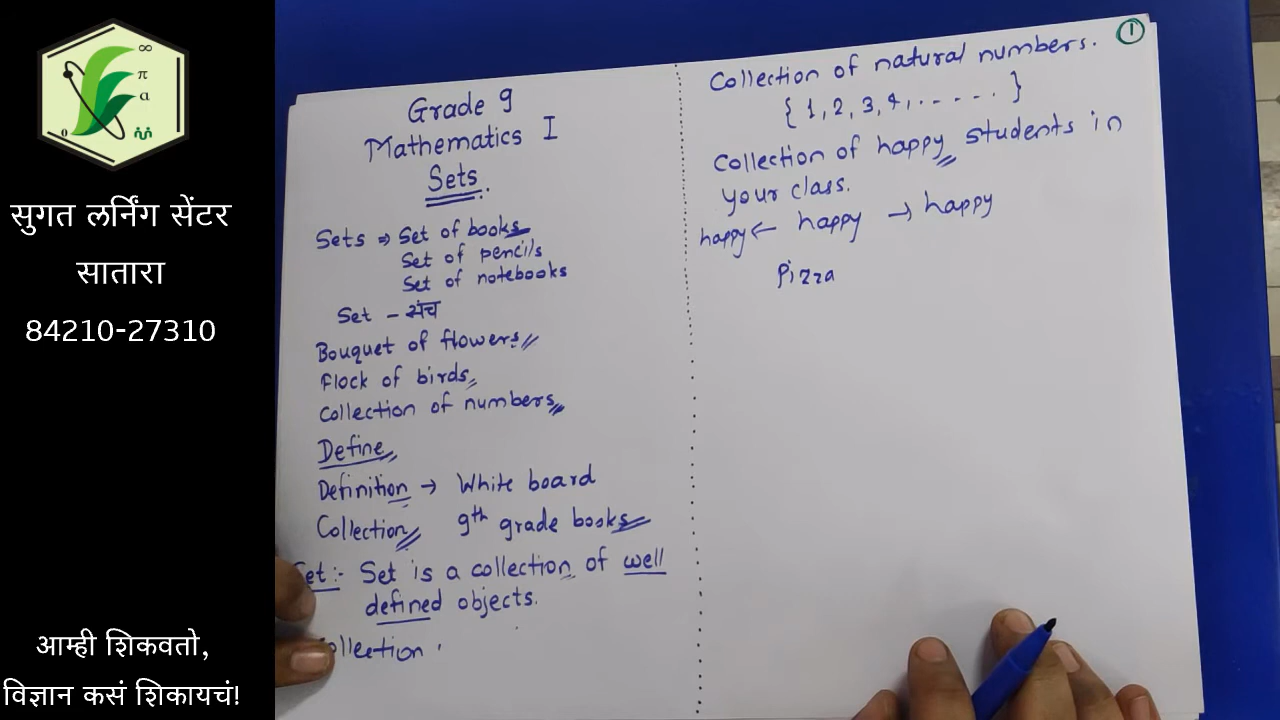 ∞
π
a
सुगत लर्निंग सेंटर
सातारा
84210-27310
आम्ही शिकवतो,
विज्ञान कसं शिकायचं!
Grade 9
Mathematics I
Sets.
Sets ⇒ Set of books
Set of pencils
Set of notebooks
Set - संच
Bouquet of flowers
Flock of birds
Collection of numbers
Define
Definition → White board
Collection 9th grade books
Set :- Set is a collection of well
defined objects.
Collection
①
Collection of natural numbers.
{ 1, 2, 3, 4, ..... }
Collection of happy students in
your class.
happy ← happy → happy
Pizza